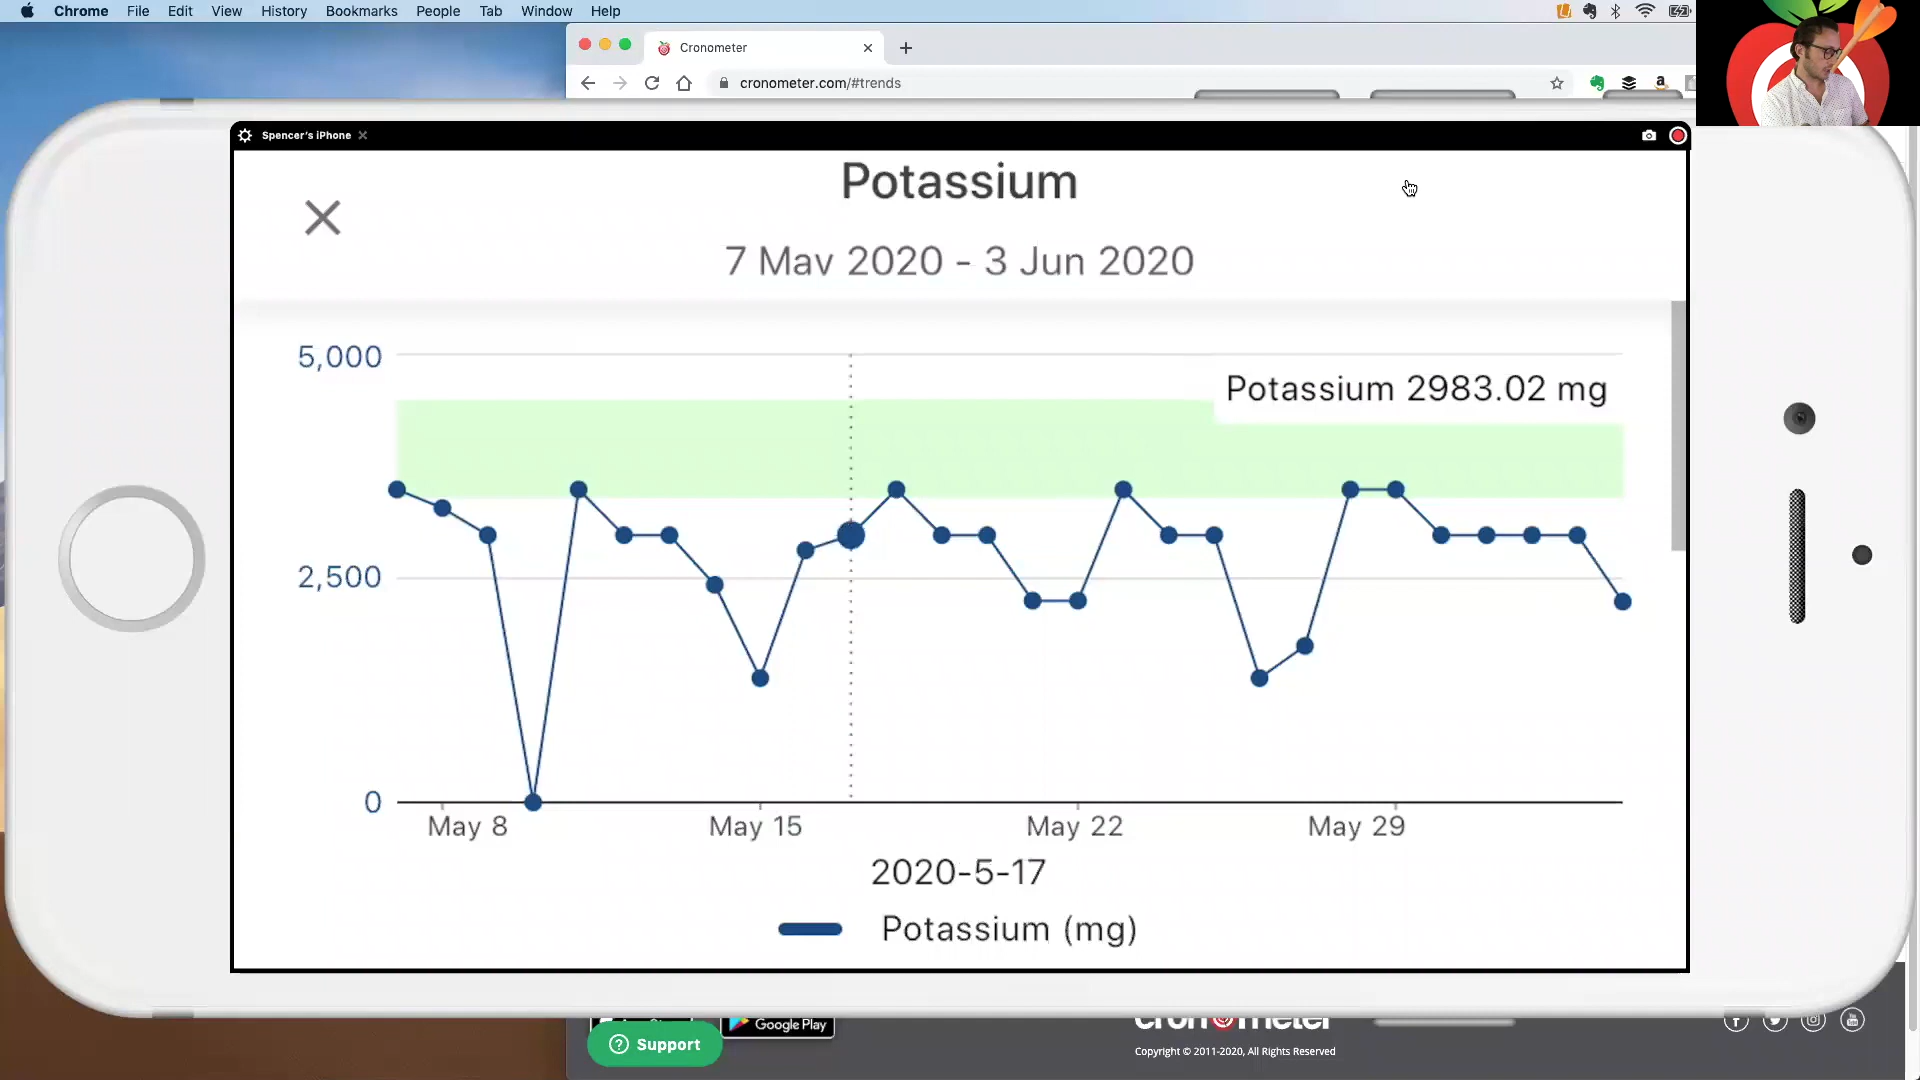 Chrome File Edit View History Bookmarks People Tab Window Help
Cronometer
cronometer.com/#trends
Spencer's iPhone
Potassium
7 May 2020 - 3 Jun 2020
5,000
Potassium 2983.02 mg
2,500
0
May 8 May 15 May 22 May 29
2020-5-17
Potassium (mg)
Google Play
cronometer
Support
Copyright © 2011-2020, All Rights Reserved